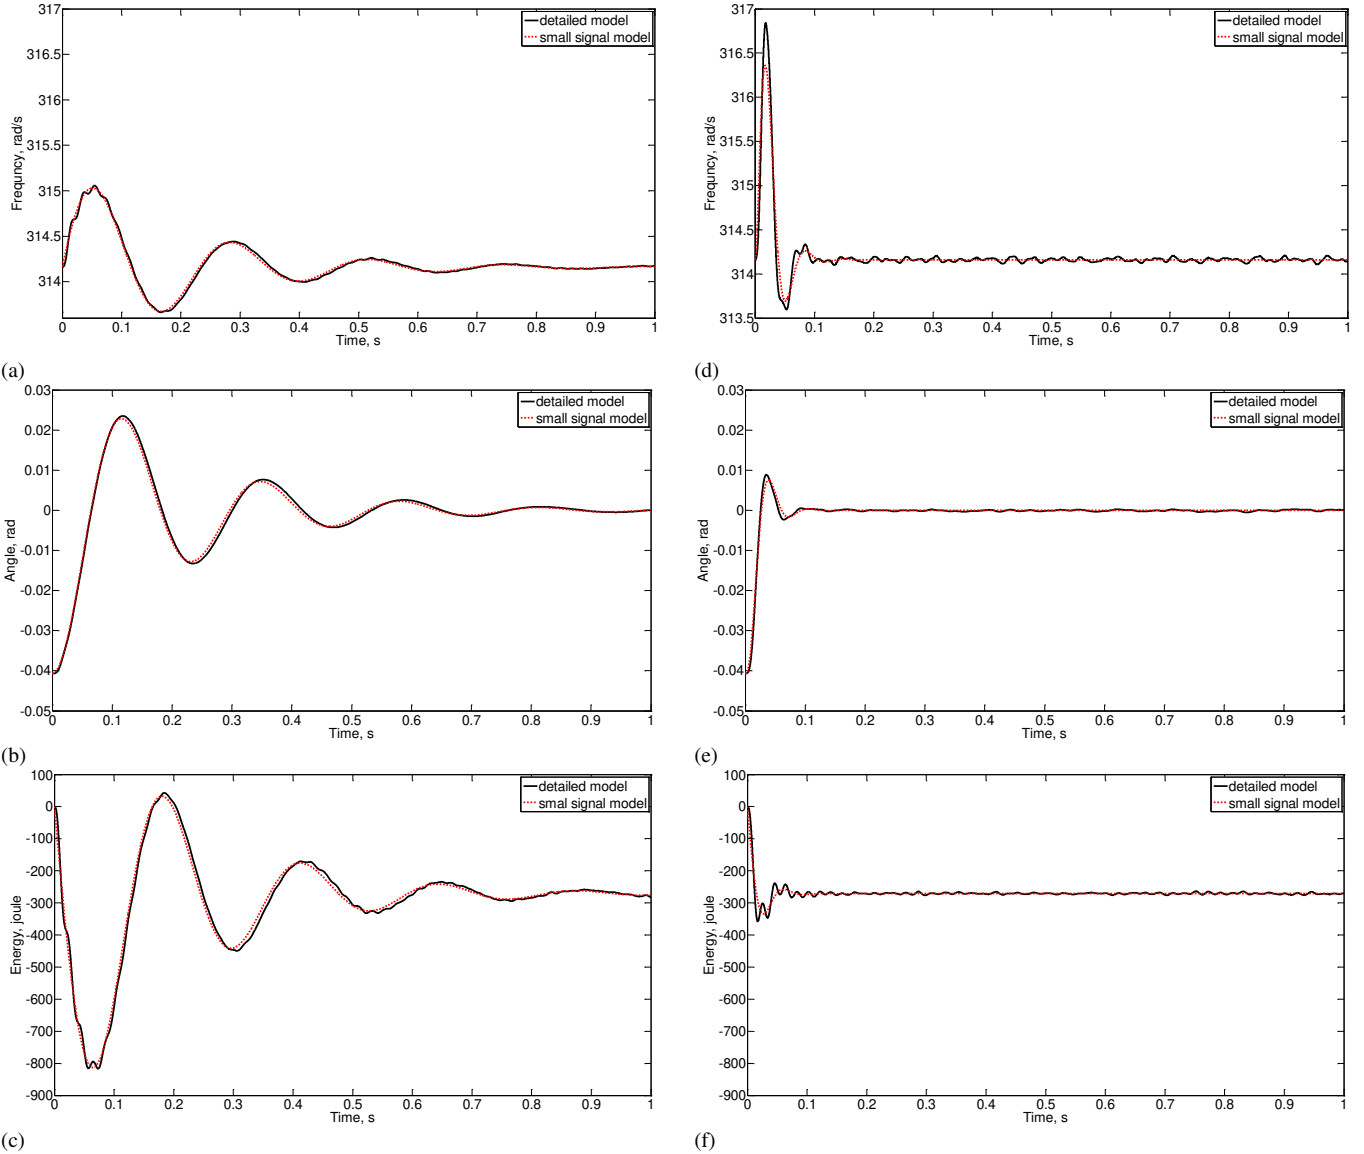 317
316.5
316
315.5
315
314.5
314
0 0.1 0.2 0.3 0.4 0.5 0.6 0.7 0.8 0.9 1
Frequncy, rad/s
Time, s
detailed model
small signal model
(a)
317
316.5
316
315.5
315
314.5
314
313.5
0 0.1 0.2 0.3 0.4 0.5 0.6 0.7 0.8 0.9 1
Frequncy, rad/s
Time, s
detailed model
small signal model
(d)
0.03
0.02
0.01
0
-0.01
-0.02
-0.03
-0.04
-0.05
0 0.1 0.2 0.3 0.4 0.5 0.6 0.7 0.8 0.9 1
Angle, rad
Time, s
detailed model
small signal model
(b)
0.03
0.02
0.01
0
-0.01
-0.02
-0.03
-0.04
-0.05
0 0.1 0.2 0.3 0.4 0.5 0.6 0.7 0.8 0.9 1
Angle, rad
Time, s
detailed model
small signal model
(e)
100
0
-100
-200
-300
-400
-500
-600
-700
-800
-900
0 0.1 0.2 0.3 0.4 0.5 0.6 0.7 0.8 0.9 1
Energy, joule
Time, s
detailed model
smal signal model
(c)
100
0
-100
-200
-300
-400
-500
-600
-700
-800
-900
0 0.1 0.2 0.3 0.4 0.5 0.6 0.7 0.8 0.9 1
Energy, joule
Time, s
detailed model
small signal model
(f)